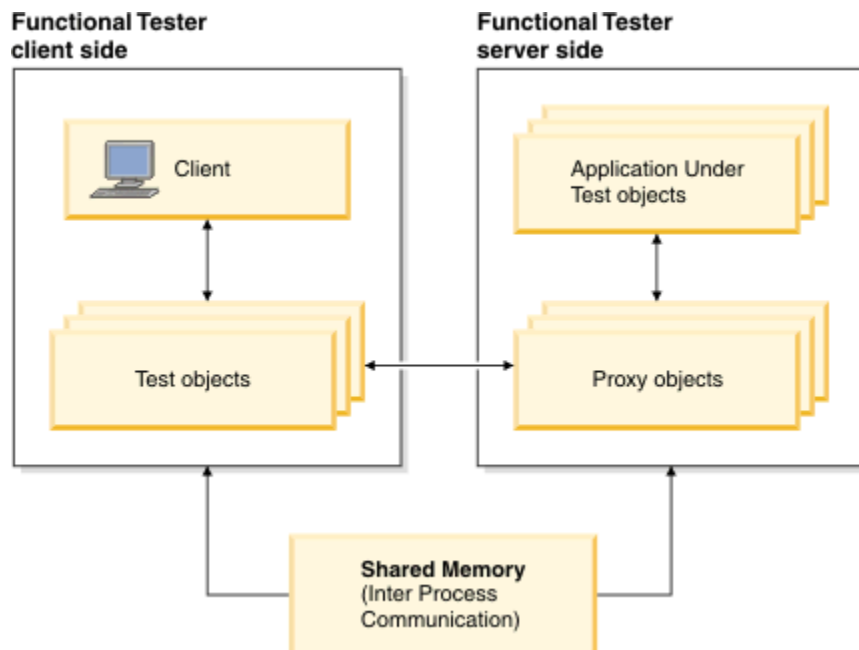 Functional Tester
client side
Functional Tester
server side
Client
Application Under
Test objects
Test objects
Proxy objects
Shared Memory
(Inter Process
Communication)